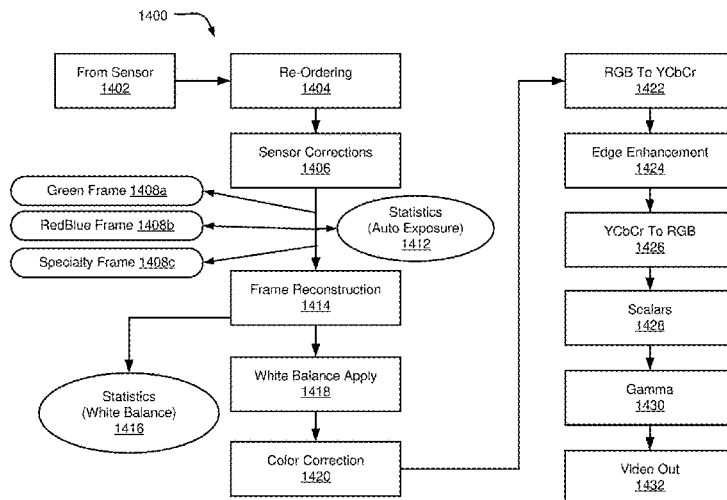 1400
From Sensor
1402
Re-Ordering
1404
Sensor Corrections
1406
Green Frame 1408a
RedBlue Frame 1408b
Specialty Frame 1408c
Statistics
(Auto Exposure)
1412
Frame Reconstruction
1414
Statistics
(White Balance)
1416
White Balance Apply
1418
Color Correction
1420
RGB To YCbCr
1422
Edge Enhancement
1424
YCbCr To RGB
1426
Scalars
1428
Gamma
1430
Video Out
1432